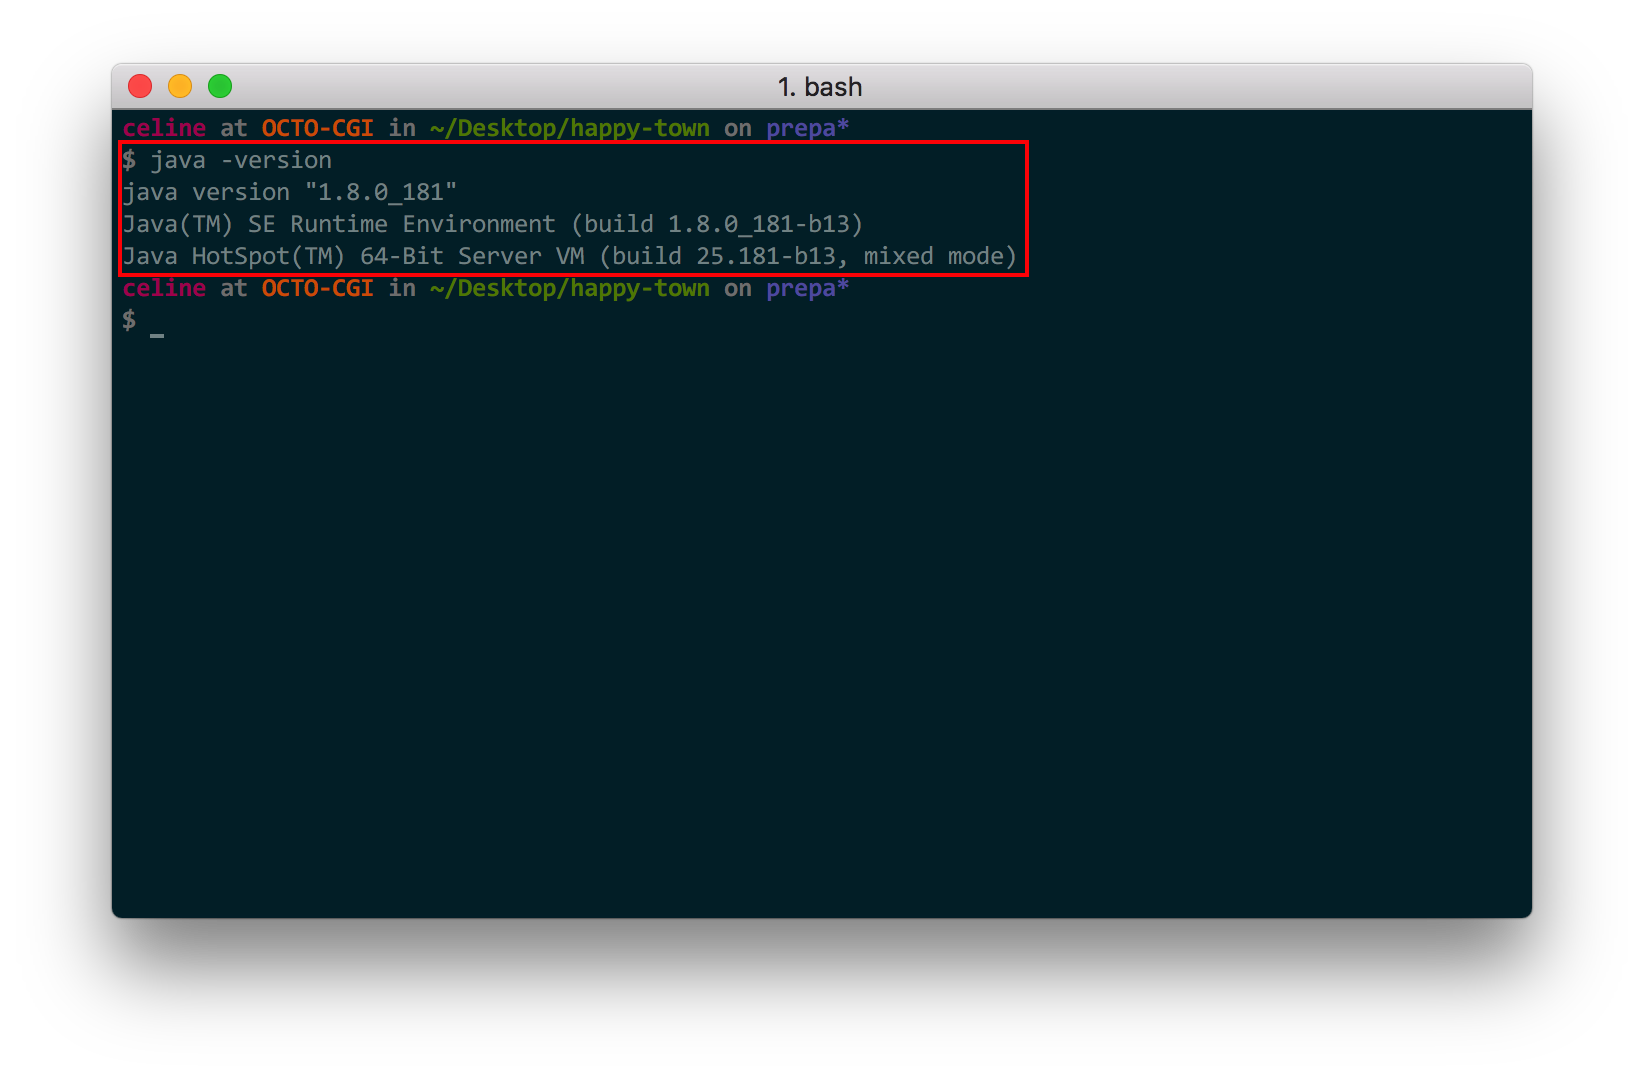 1. bash
celine at OCTO-CGI in ~/Desktop/happy-town on prepa*
$ java -version
java version "1.8.0_181"
Java(TM) SE Runtime Environment (build 1.8.0_181-b13)
Java HotSpot(TM) 64-Bit Server VM (build 25.181-b13, mixed mode)
celine at OCTO-CGI in ~/Desktop/happy-town on prepa*
$ _